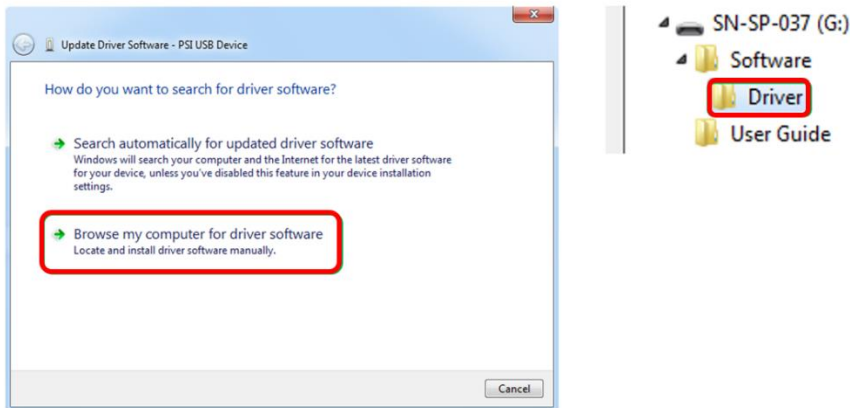 Update Driver Software - PSI USB Device
How do you want to search for driver software?
Search automatically for updated driver software
Windows will search your computer and the Internet for the latest driver software
for your device, unless you've disabled this feature in your device installation
settings.
Browse my computer for driver software
Locate and install driver software manually.
Cancel
SN-SP-037 (G:)
Software
Driver
User Guide